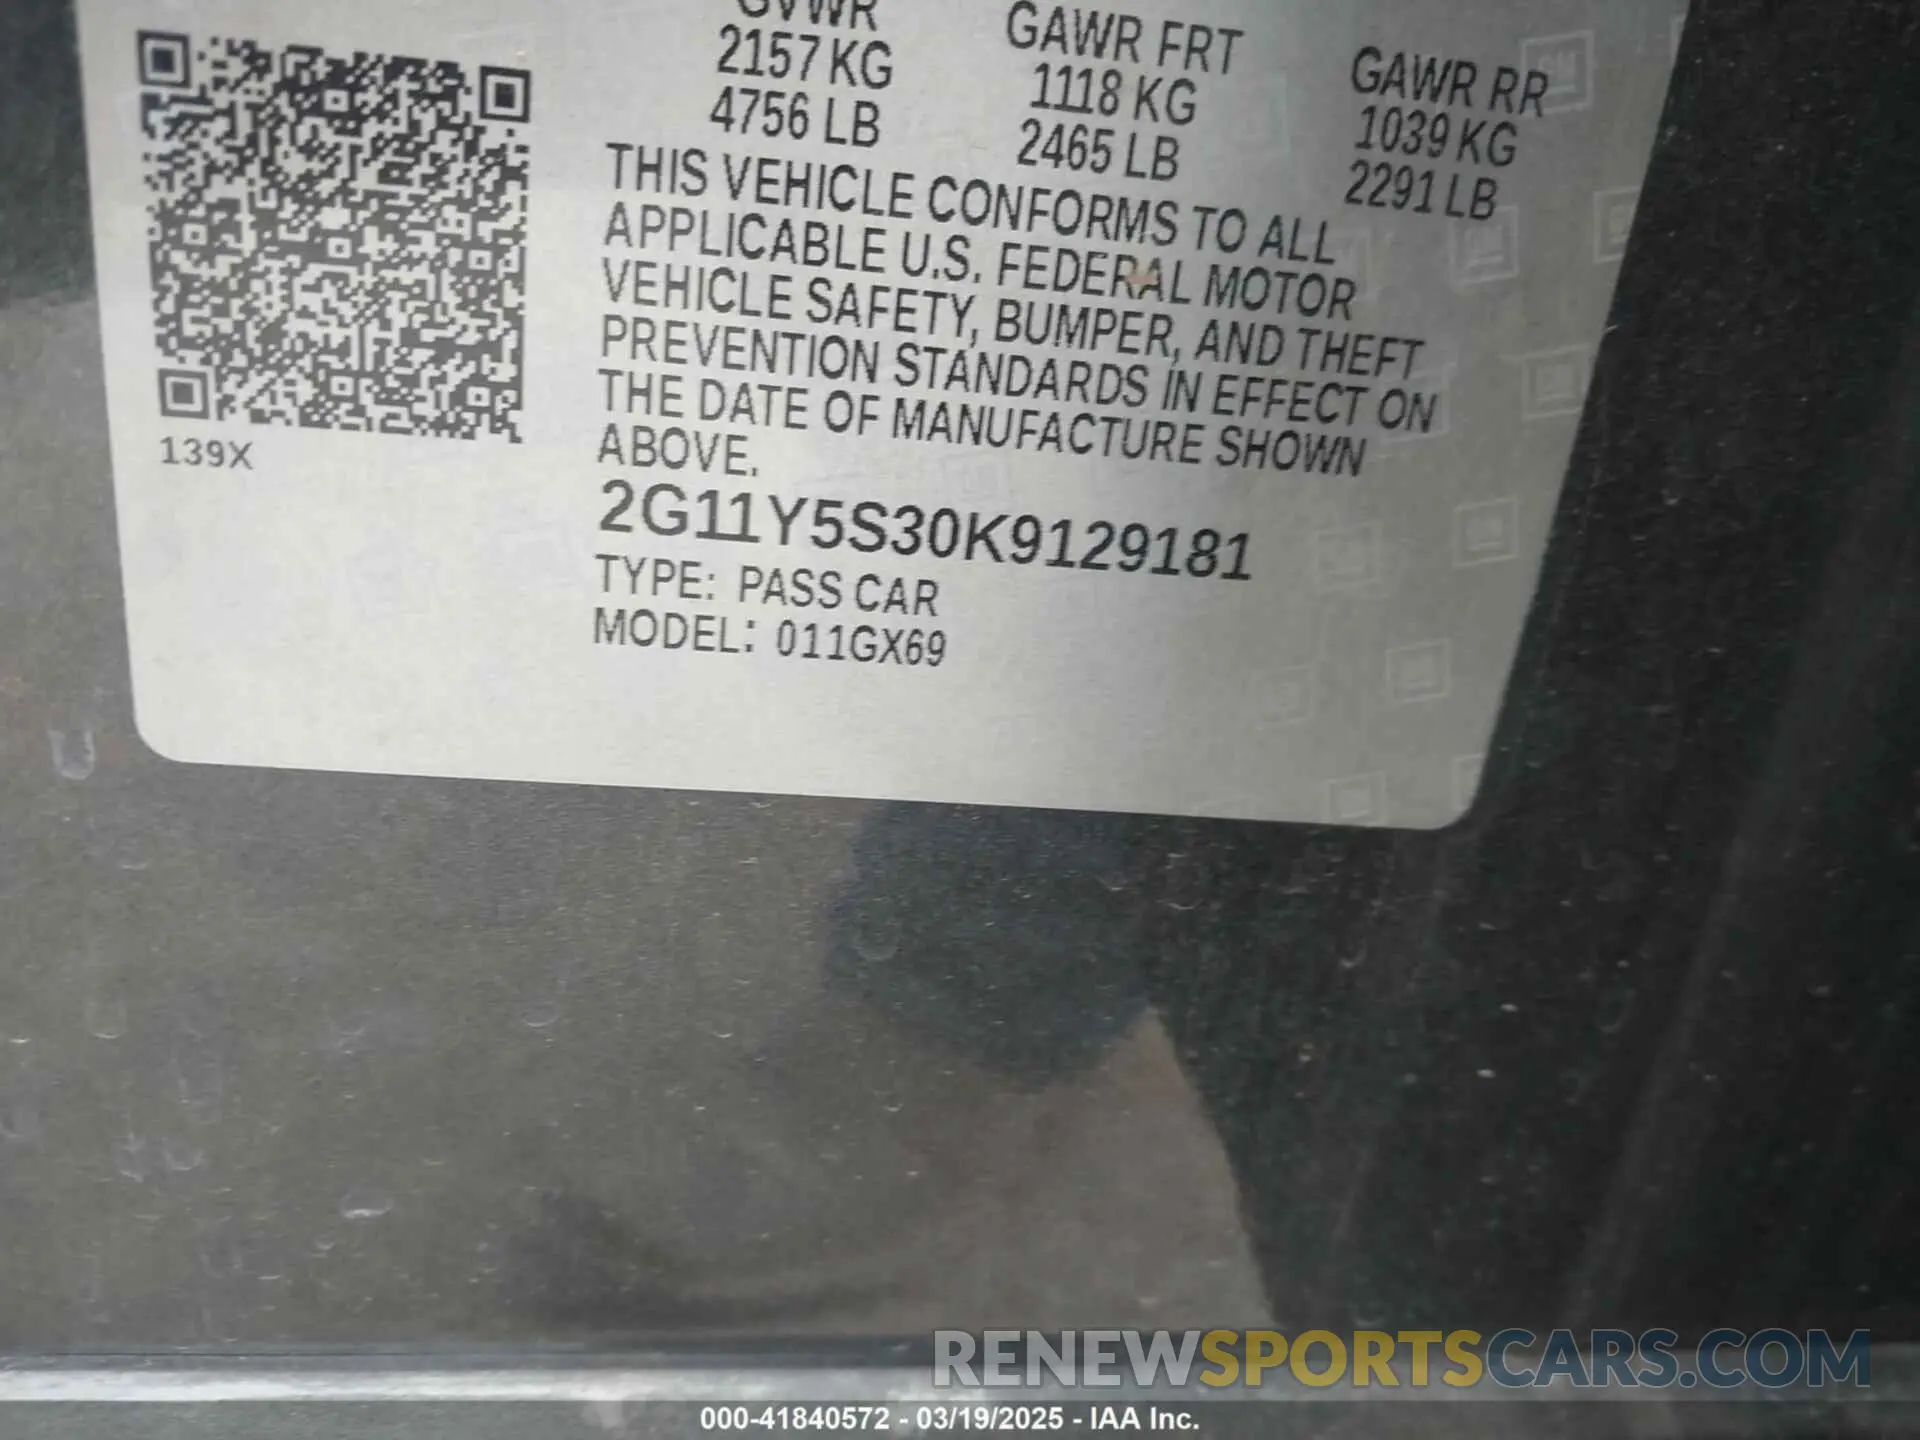 GVWR
2157 KG
4756 LB
GAWR FRT
1118 KG
2465 LB
GAWR RR
1039 KG
2291 LB
THIS VEHICLE CONFORMS TO ALL
APPLICABLE U.S. FEDERAL MOTOR
VEHICLE SAFETY, BUMPER, AND THEFT
PREVENTION STANDARDS IN EFFECT ON
THE DATE OF MANUFACTURE SHOWN
ABOVE.
139X
2G11Y5S30K9129181
TYPE: PASS CAR
MODEL: 011GX69
RENEWSPORTSCARS.COM
000-41840572 - 03/19/2025 - IAA Inc.